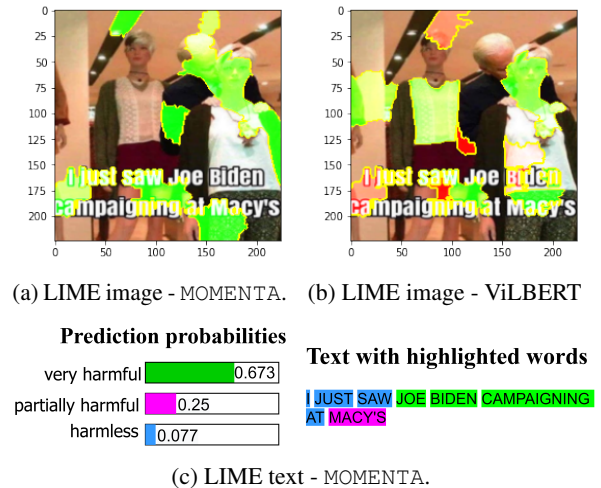 0
25
50
75
100
125
150
175
200
0 50 100 150 200
I just saw Joe Biden
campaigning at Macy's
(a) LIME image - MOMENTA.
0
25
50
75
100
125
150
175
200
0 50 100 150 200
I just saw Joe Biden
campaigning at Macy's
(b) LIME image - ViLBERT
Prediction probabilities
very harmful 0.673
partially harmful 0.25
harmless 0.077
Text with highlighted words
I JUST SAW JOE BIDEN CAMPAIGNING
AT MACY'S
(c) LIME text - MOMENTA.